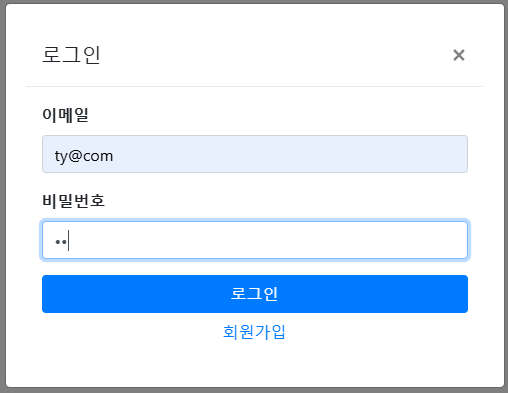 로그인 ×
이메일
ty@com
비밀번호
••
로그인
회원가입